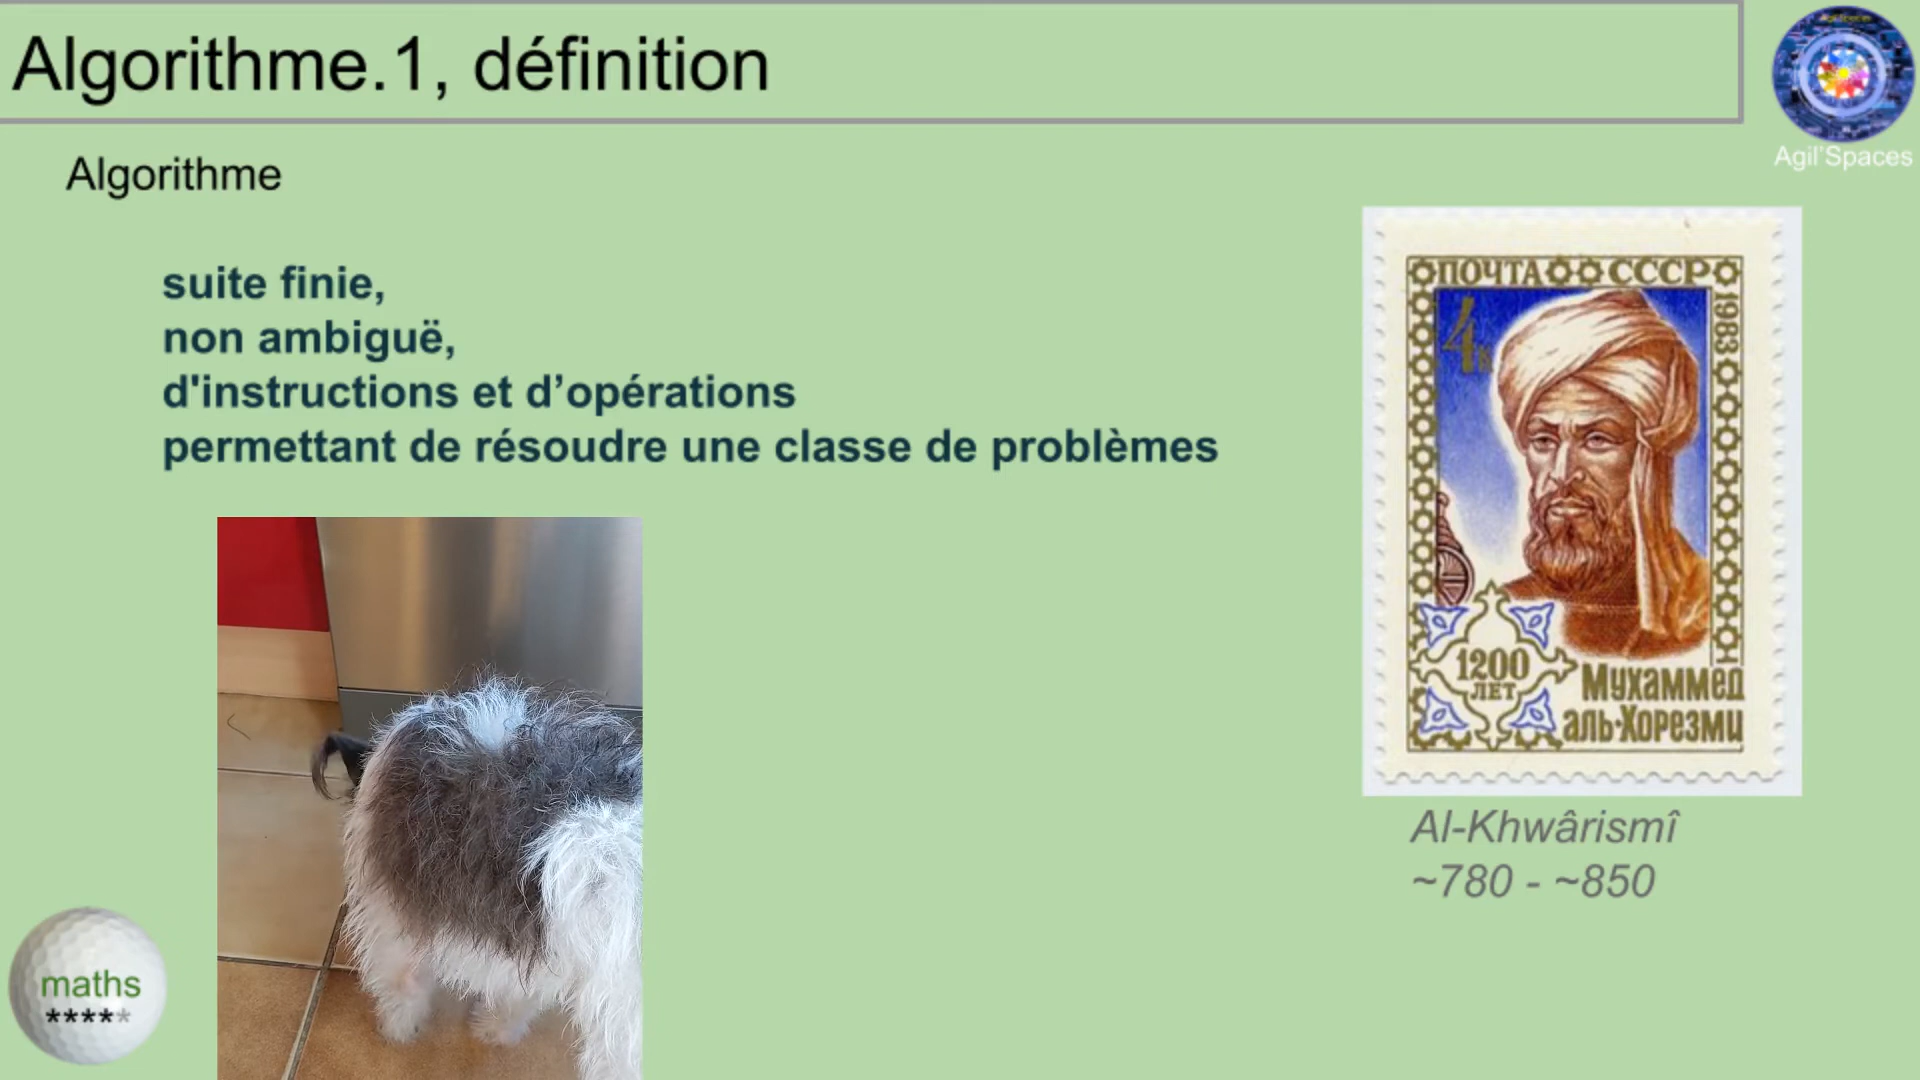 Algorithme.1, définition
Agil'Spaces
Algorithme
suite finie,
non ambiguë,
d'instructions et d’opérations
permettant de résoudre une classe de problèmes
ПОЧТА СССР
1983
4к
1200
ЛЕТ
Мухаммед
аль-Хорезми
Al-Khwârismî
~780 - ~850
maths
*****